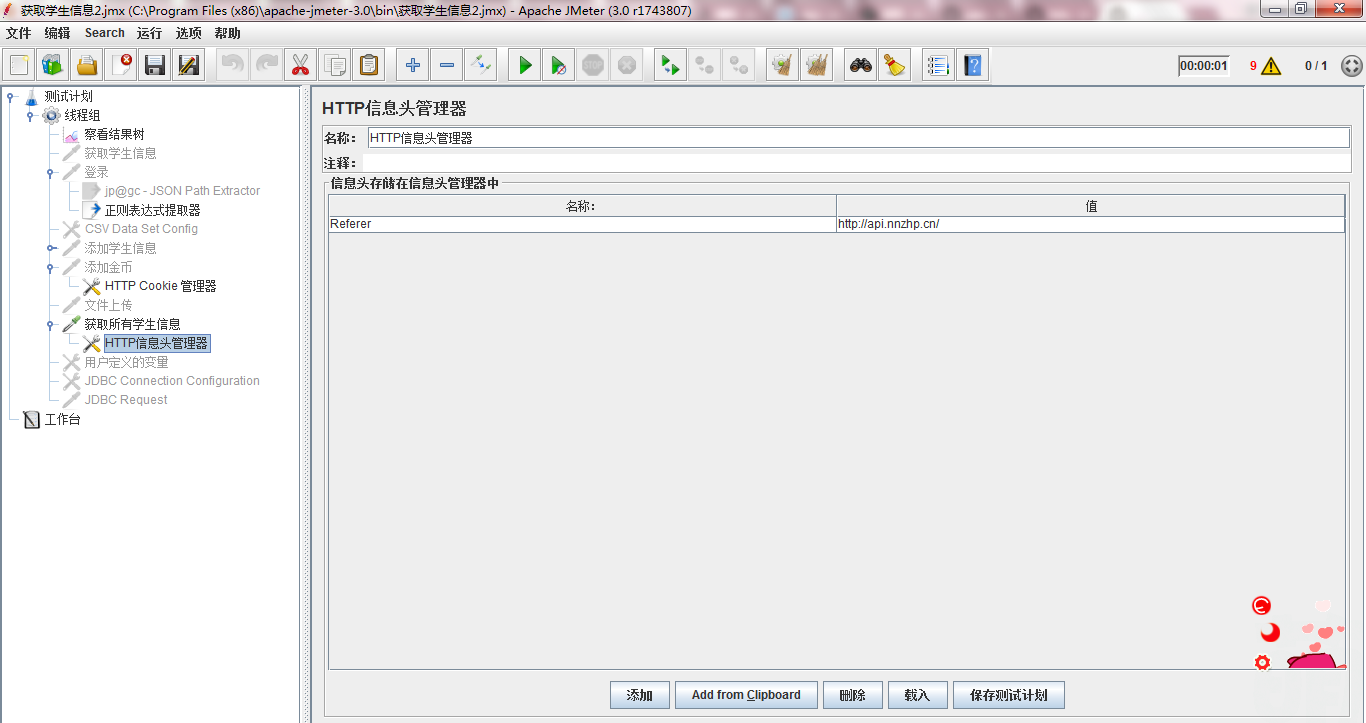 获取学生信息2.jmx (C:\Program Files (x86)\apache-jmeter-3.0\bin\获取学生信息2.jmx) - Apache JMeter (3.0 r1743807)
文件 编辑 Search 运行 选项 帮助
STOP
00:00:01 9 0 / 1
测试计划
线程组
察看结果树
获取学生信息
登录
jp@gc - JSON Path Extractor
正则表达式提取器
CSV Data Set Config
添加学生信息
添加金币
HTTP Cookie 管理器
文件上传
获取所有学生信息
HTTP信息头管理器
用户定义的变量
JDBC Connection Configuration
JDBC Request
工作台
HTTP信息头管理器
名称: HTTP信息头管理器
注释:
信息头存储在信息头管理器中
名称: 值
Referer http://api.nnzhp.cn/
添加 Add from Clipboard 删除 载入 保存测试计划